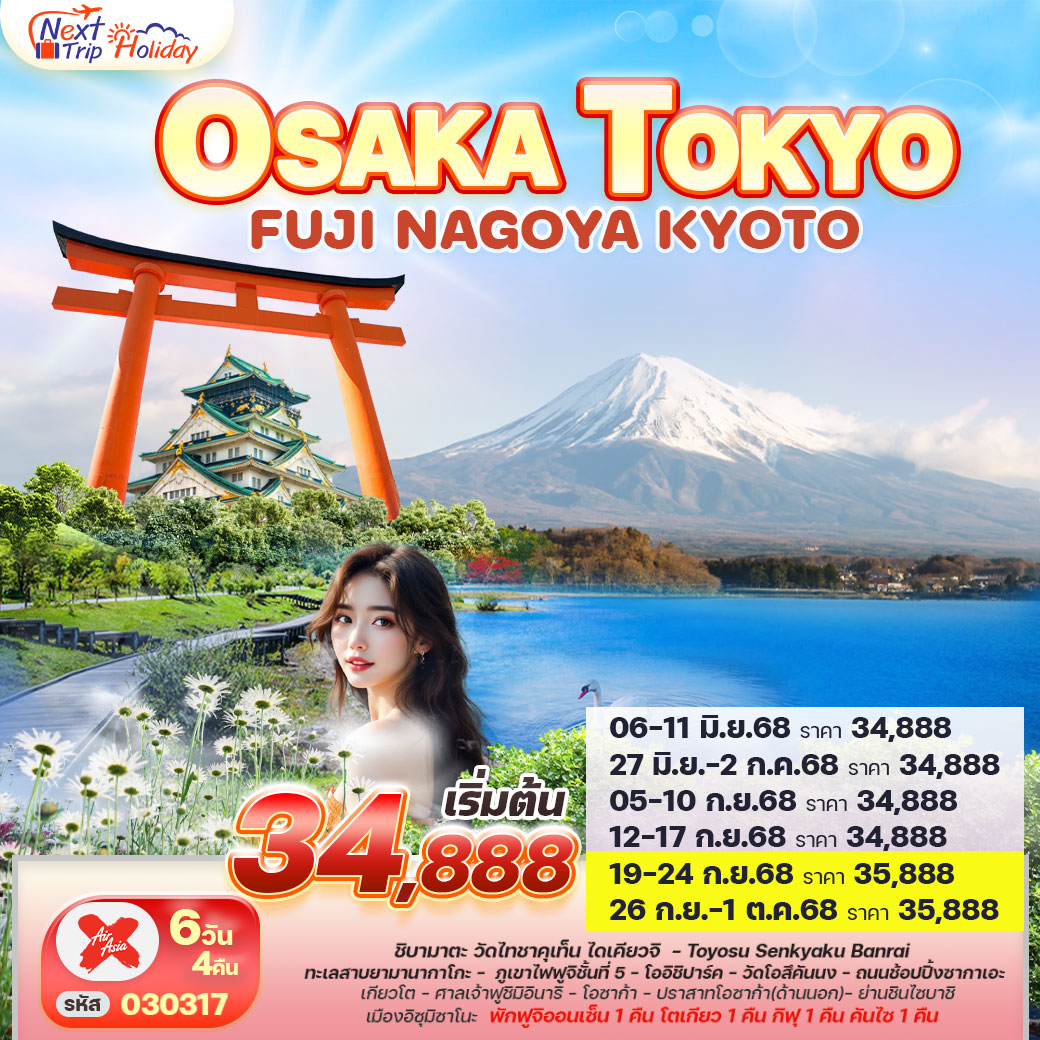 Next Trip Holiday
OSAKA TOKYO
FUJI NAGOYA KYOTO
06-11 มิ.ย.68 ราคา 34,888
27 มิ.ย.-2 ก.ค.68 ราคา 34,888
05-10 ก.ย.68 ราคา 34,888
12-17 ก.ย.68 ราคา 34,888
19-24 ก.ย.68 ราคา 35,888
26 ก.ย.-1 ต.ค.68 ราคา 35,888
เริ่มต้น
34,888
Air Asia X
6วัน
4คืน
รหัส 030317
ชิบามาตะ วัดไทชาคุเท็น ไดเคียวจิ - Toyosu Senkyaku Banrai
ทะเลสาบยามานากาโกะ - ภูเขาไฟฟูจิชั้นที่ 5 - โออิชิปาร์ค - วัดโอสึคันนง - ถนนช้อปปิ้งซากาเอะ
เกียวโต - ศาลเจ้าฟูชิมิอินาริ - โอซาก้า - ปราสาทโอซาก้า(ด้านนอก)- ย่านชินไซบาชิ
เมืองอิซุมิซาโนะ พักฟูจิออนเซ็น 1 คืน โตเกียว 1 คืน กิฟุ 1 คืน คันไซ 1 คืน